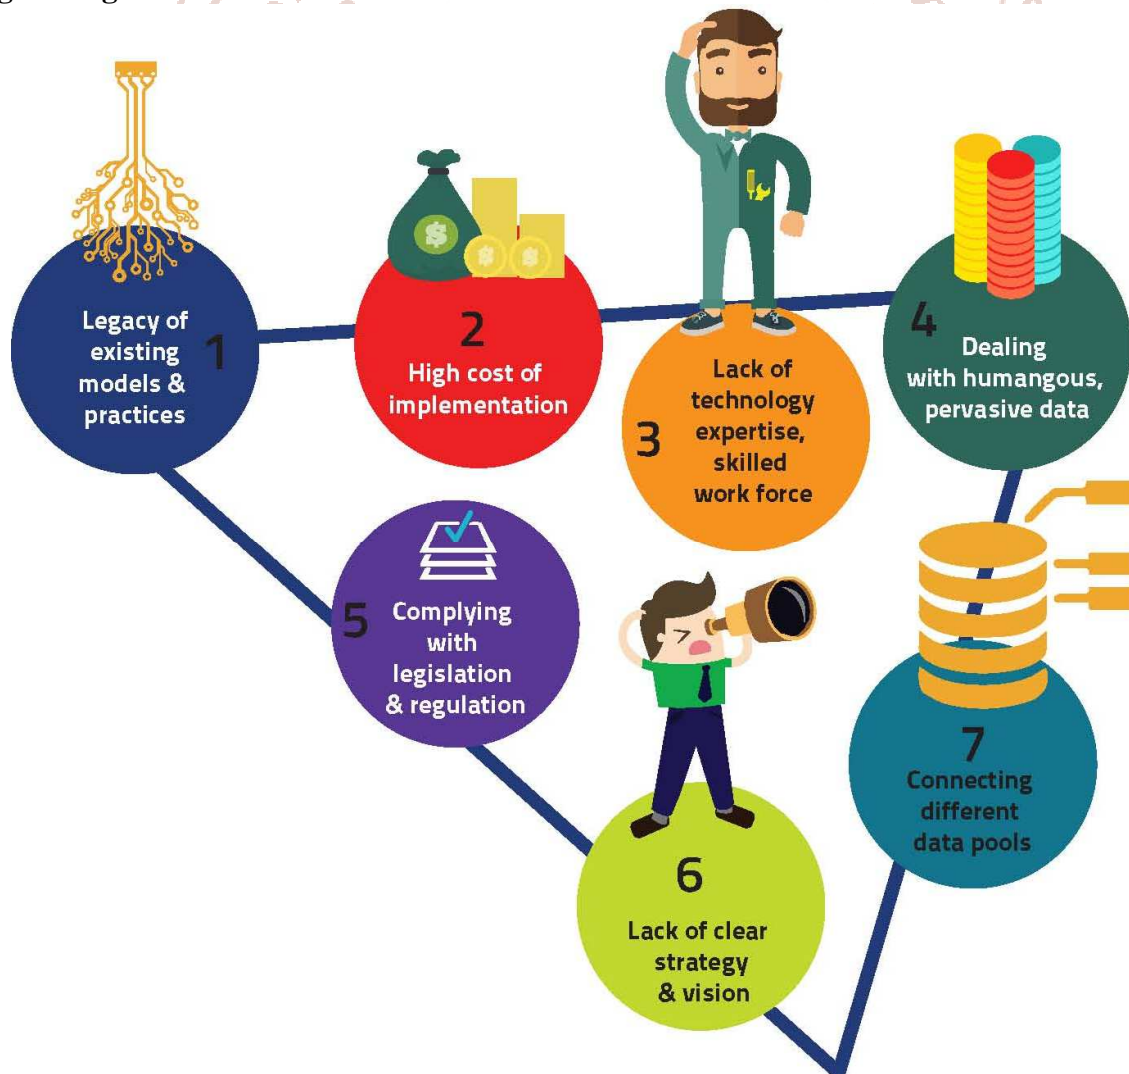 1
Legacy of
existing
models &
practices
2
High cost of
implementation
3
Lack of
technology
expertise,
skilled
work force
4
Dealing
with humangous,
pervasive data
5
Complying
with
legislation
& regulation
6
Lack of clear
strategy
& vision
7
Connecting
different
data pools
$
$
$